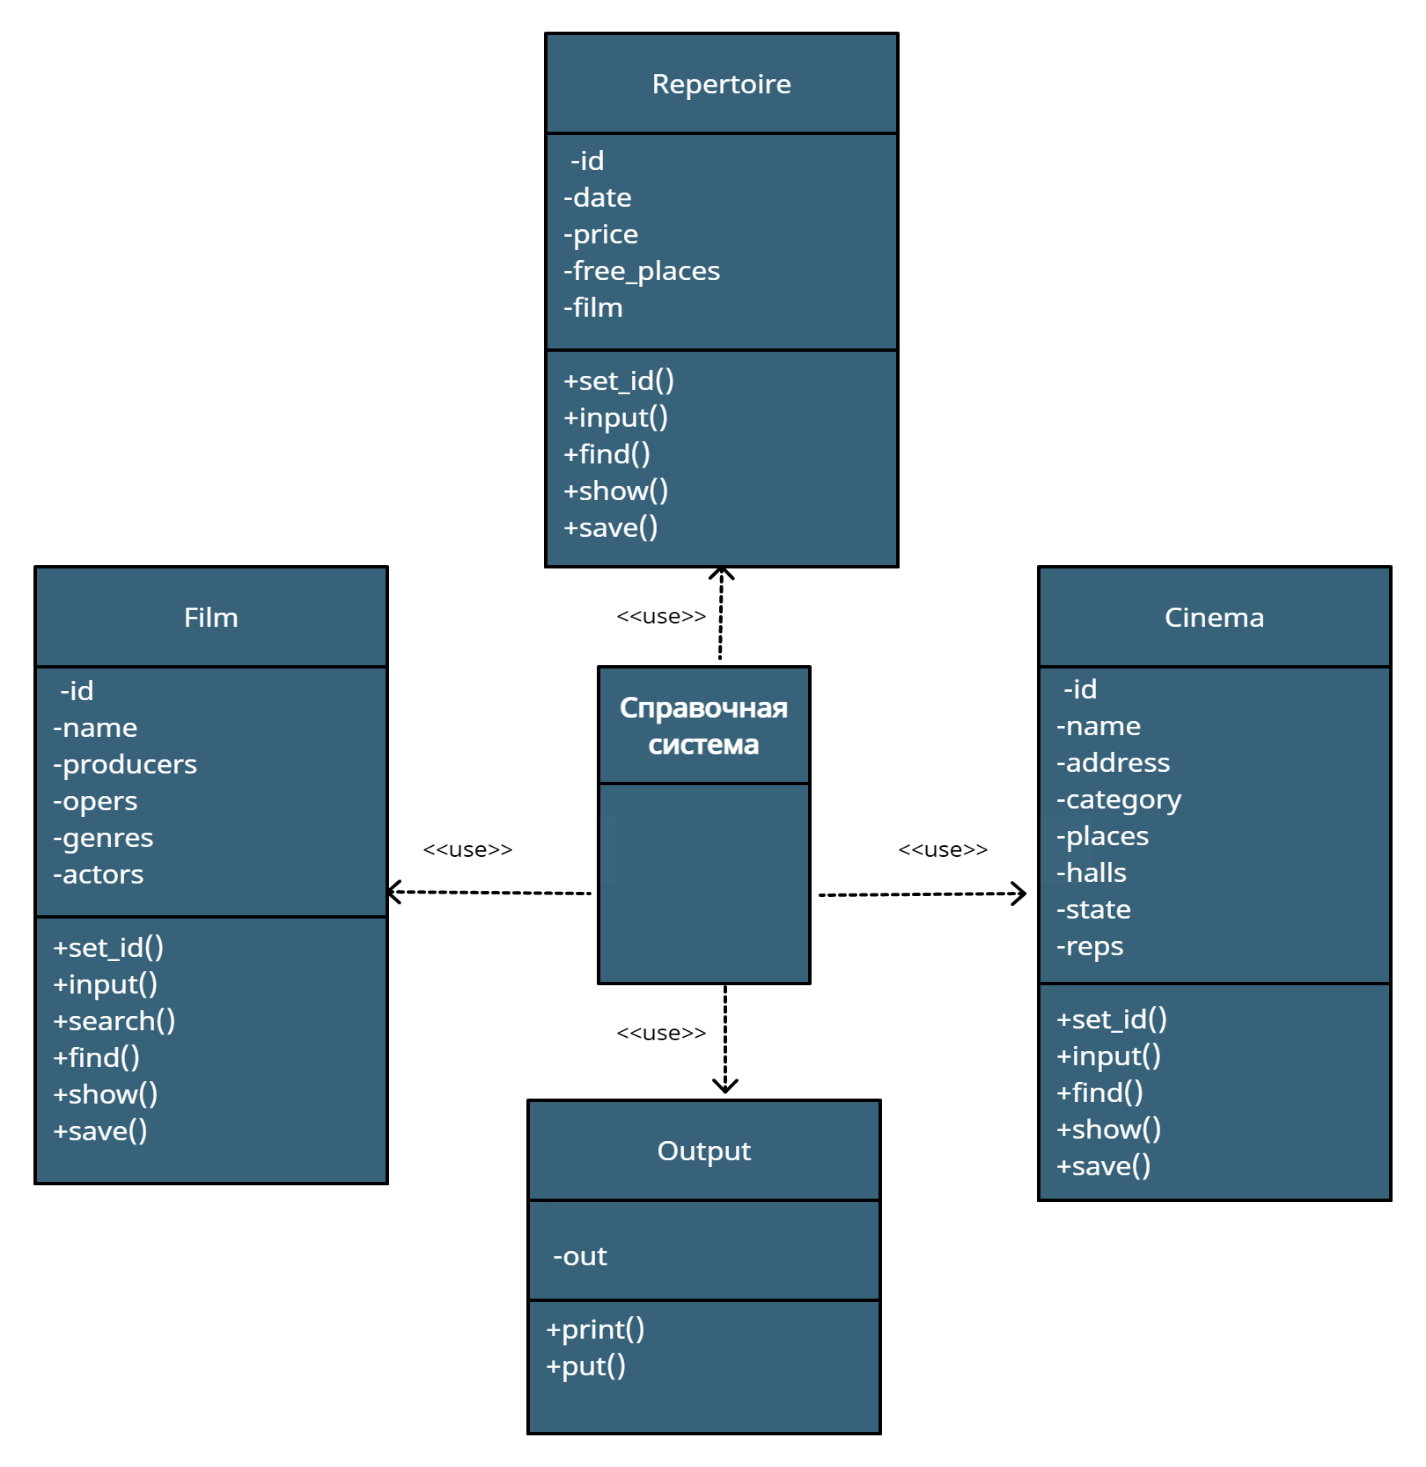 Repertoire
-id
-date
-price
-free_places
-film
+set_id()
+input()
+find()
+show()
+save()
<<use>>
Film
-id
-name
-producers
-opers
-genres
-actors
+set_id()
+input()
+search()
+find()
+show()
+save()
<<use>>
Справочная
система
<<use>>
Cinema
-id
-name
-address
-category
-places
-halls
-state
-reps
+set_id()
+input()
+find()
+show()
+save()
<<use>>
Output
-out
+print()
+put()